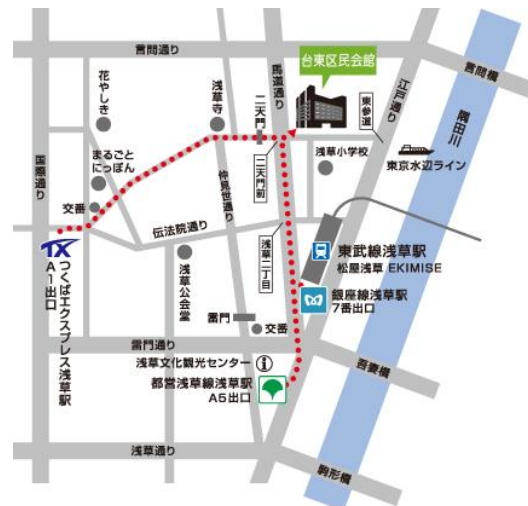 言問通り
言問橋
台東区民会館
馬道通り
江戸通り
隅田川
花やしき
浅草寺
二天門
東参道
国際通り
まるごと
にっぽん
二天門前
浅草小学校
東京水辺ライン
仲見世通り
交番
伝法院通り
浅草二丁目
TX
A1出口
つくばエクスプレス浅草駅
浅草公会堂
東武線浅草駅
松屋浅草 EKIMISE
銀座線浅草駅
7番出口
雷門
交番
雷門通り
浅草文化観光センター
吾妻橋
都営浅草線浅草駅
A5出口
浅草通り
駒形橋